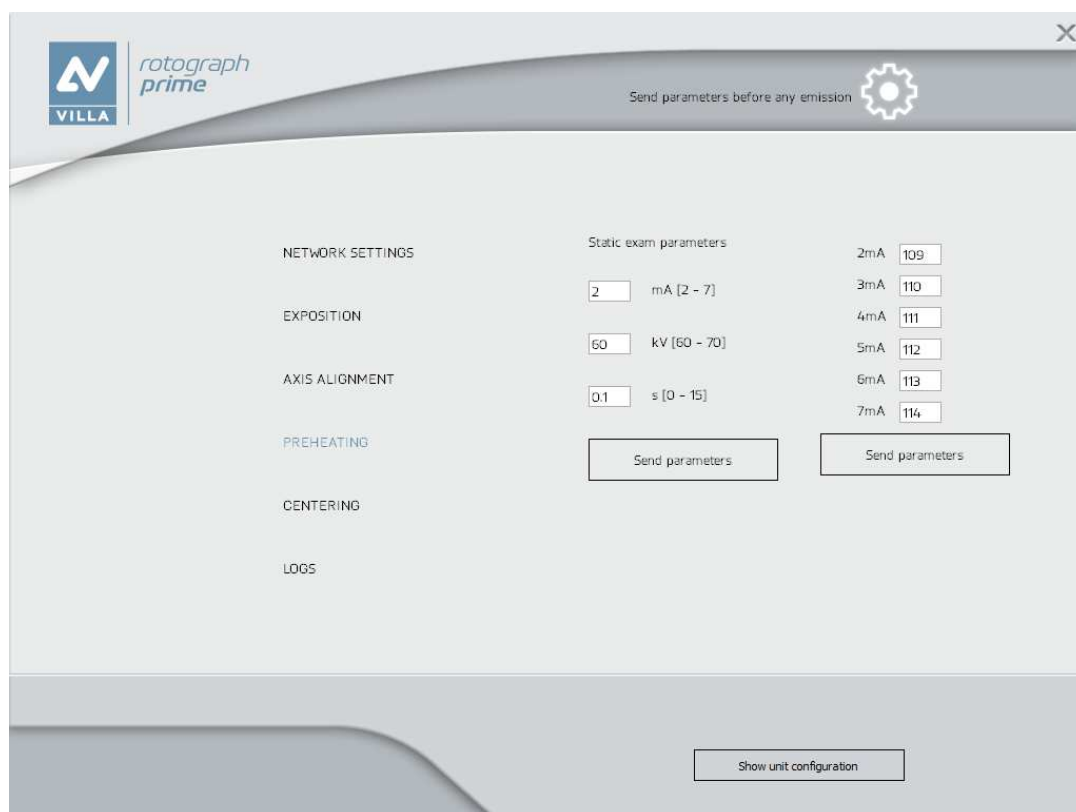 X
rotograph
prime
VILLA
Send parameters before any emission
NETWORK SETTINGS
EXPOSITION
AXIS ALIGNMENT
PREHEATING
CENTERING
LOGS
Static exam parameters
2 mA [2 - 7]
60 kV [60 - 70]
0.1 s [0 - 15]
Send parameters
2mA 109
3mA 110
4mA 111
5mA 112
6mA 113
7mA 114
Send parameters
Show unit configuration